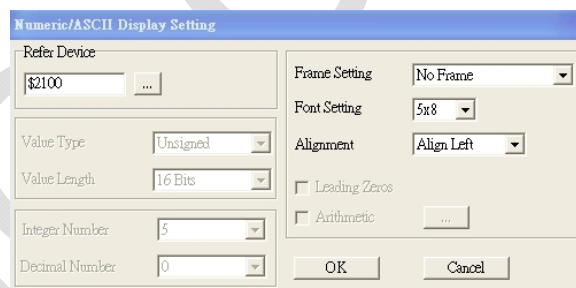 Numeric/ASCII Display Setting
Refer Device
$2100
...
Value Type
Unsigned
Value Length
16 Bits
Integer Number
5
Decimal Number
0
Frame Setting
No Frame
Font Setting
5x8
Alignment
Align Left
Leading Zeros
Arithmetic
...
OK
Cancel